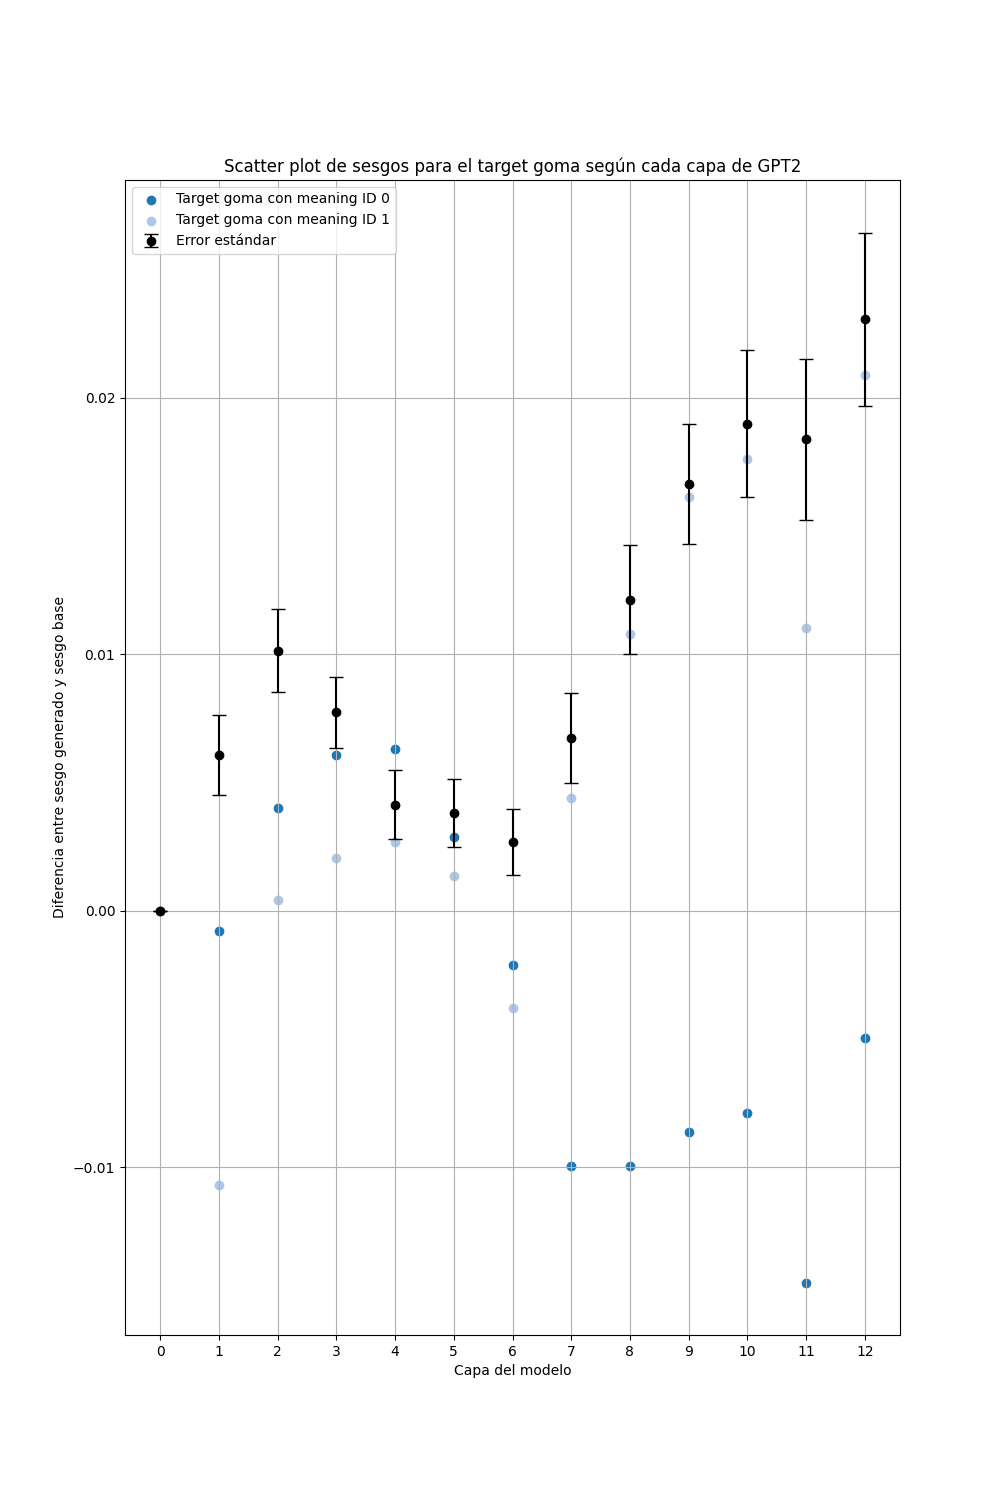 Scatter plot de sesgos para el target goma según cada capa de GPT2
Target goma con meaning ID 0
Target goma con meaning ID 1
Error estándar
Diferencia entre sesgo generado y sesgo base
0.02
0.01
0.00
−0.01
0 1 2 3 4 5 6 7 8 9 10 11 12
Capa del modelo